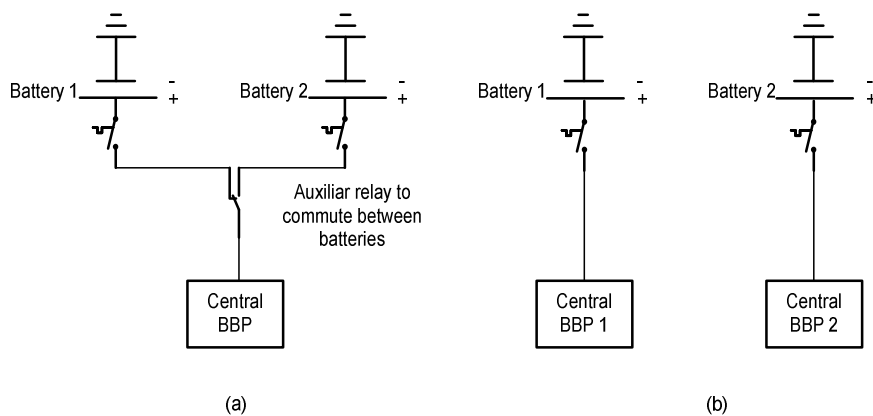 Battery 1
-
+
Battery 2
-
+
Auxiliar relay to
commute between
batteries
Central
BBP
(a)
Battery 1
-
+
Battery 2
-
+
Central
BBP 1
Central
BBP 2
(b)